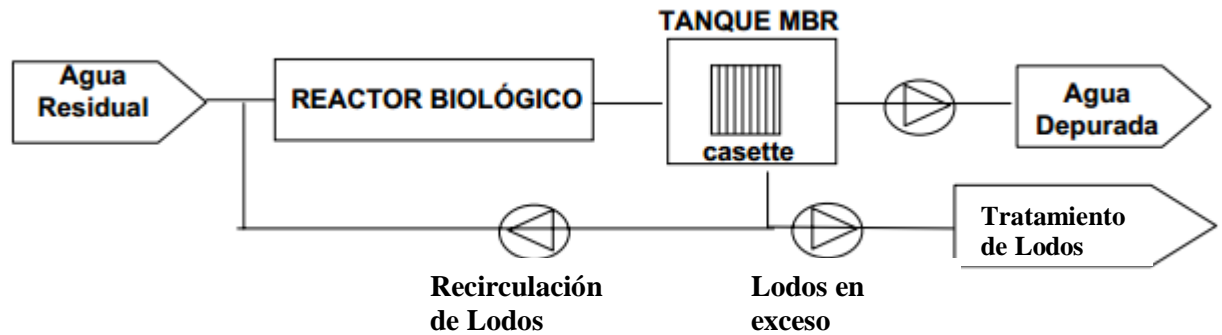 TANQUE MBR
Agua
Residual
REACTOR BIOLÓGICO
casette
Agua
Depurada
Tratamiento
de Lodos
Recirculación
de Lodos
Lodos en
exceso